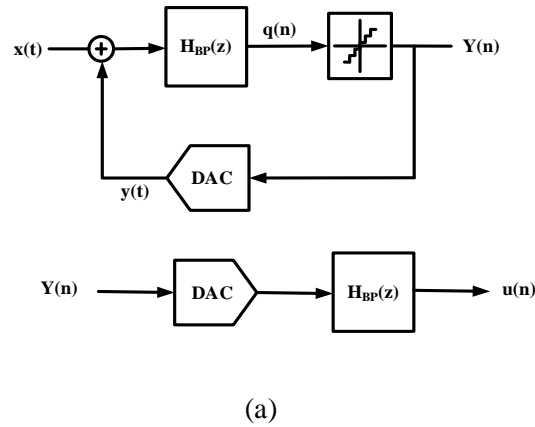 x(t) + H_BP(z) q(n) Y(n)
y(t) DAC
Y(n) DAC H_BP(z) u(n)
(a)